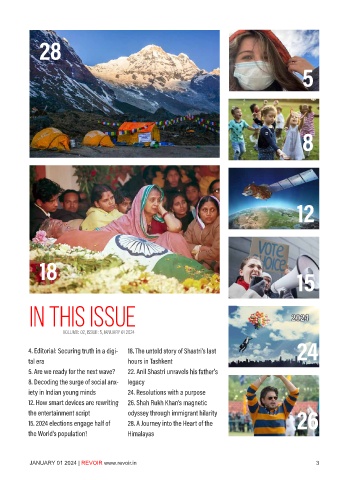 28
5
8
12
18
VOTE
VOICE
15
2024
24
26
IN THIS ISSUE
VOLUME: 02, ISSUE: 5, JANUARY 01 2024
4. Editorial: Securing truth in a digi-
tal era
5. Are we ready for the next wave?
8. Decoding the surge of social anx-
iety in Indian young minds
12. How smart devices are rewriting
the entertainment script
15. 2024 elections engage half of
the World's population!
18. The untold story of Shastri's last
hours in Tashkent
22. Anil Shastri unravels his father's
legacy
24. Resolutions with a purpose
26. Shah Rukh Khan's magnetic
odyssey through immigrant hilarity
28. A Journey into the Heart of the
Himalayas
JANUARY 01 2024 | REVOIR www.revoir.in
3